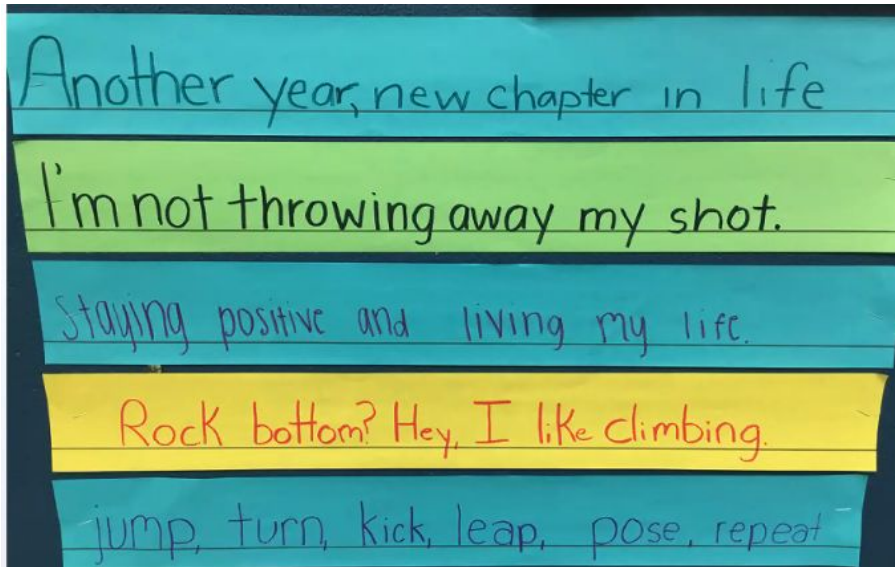 Another year, new chapter in life
I'm not throwing away my shot.
staying positive and living my life.
Rock bottom? Hey, I like climbing.
jump, turn, kick, leap, pose, repeat